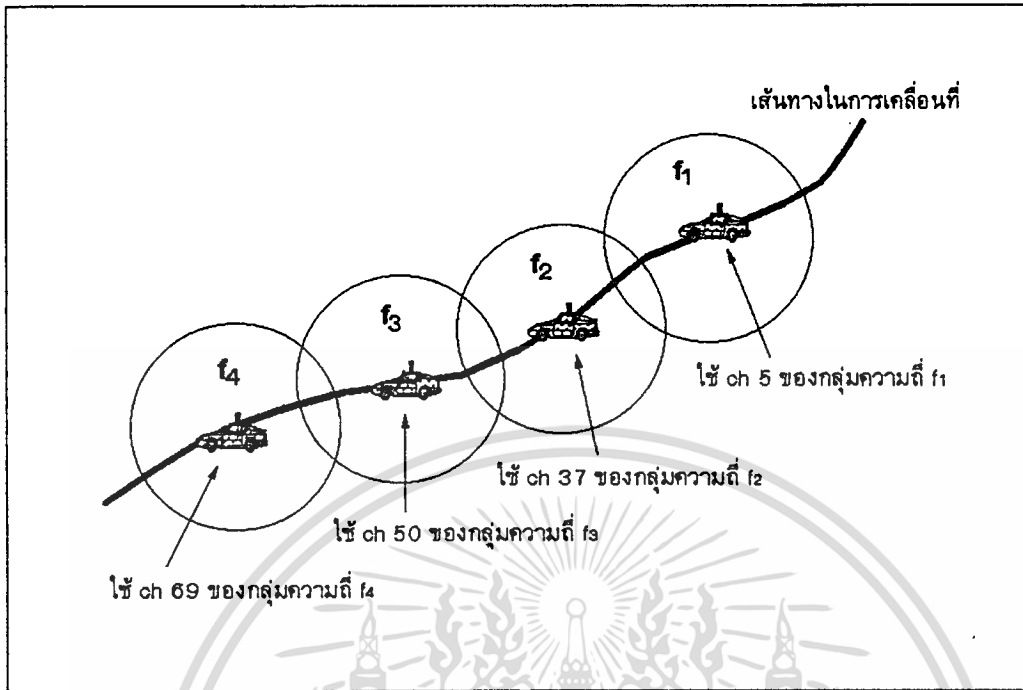 เส้นทางในการเคลื่อนที่
f1
f2
f3
f4
ใช้ ch 5 ของกลุ่มความถี่ f1
ใช้ ch 37 ของกลุ่มความถี่ f2
ใช้ ch 50 ของกลุ่มความถี่ f3
ใช้ ch 69 ของกลุ่มความถี่ f4